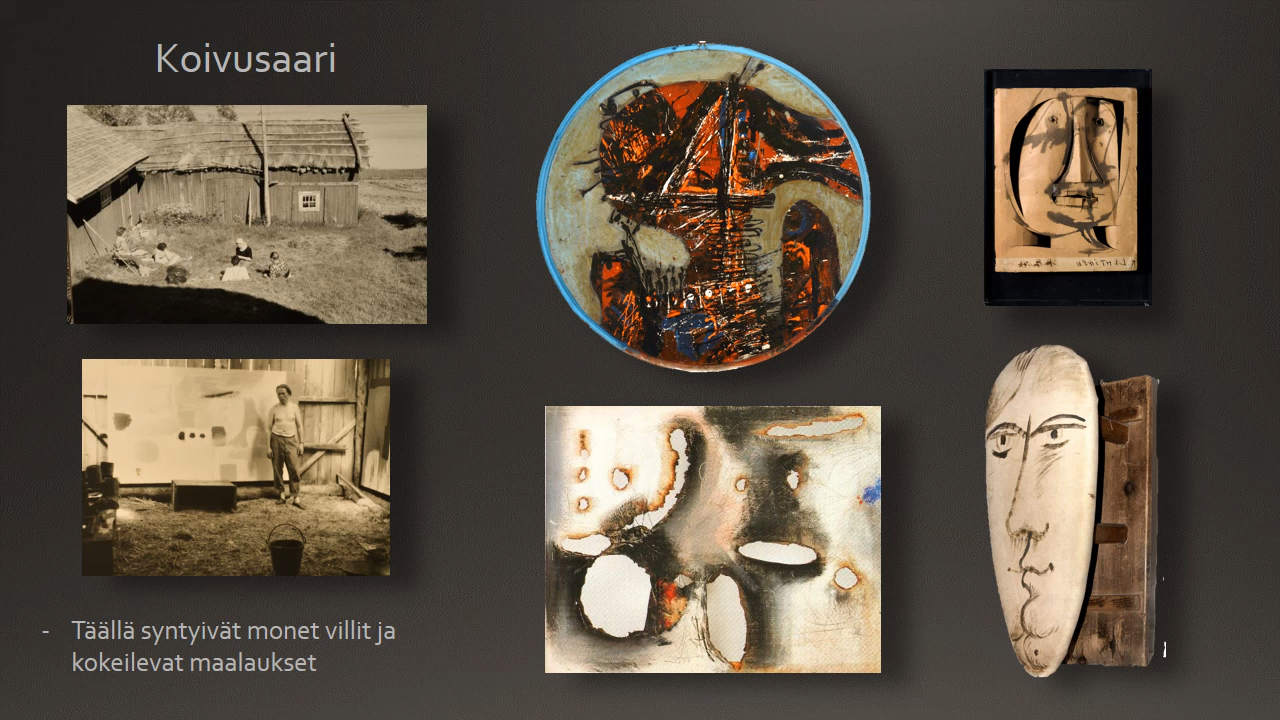 Koivusaari
- Täällä syntyivät monet villit ja
kokeilevat maalaukset